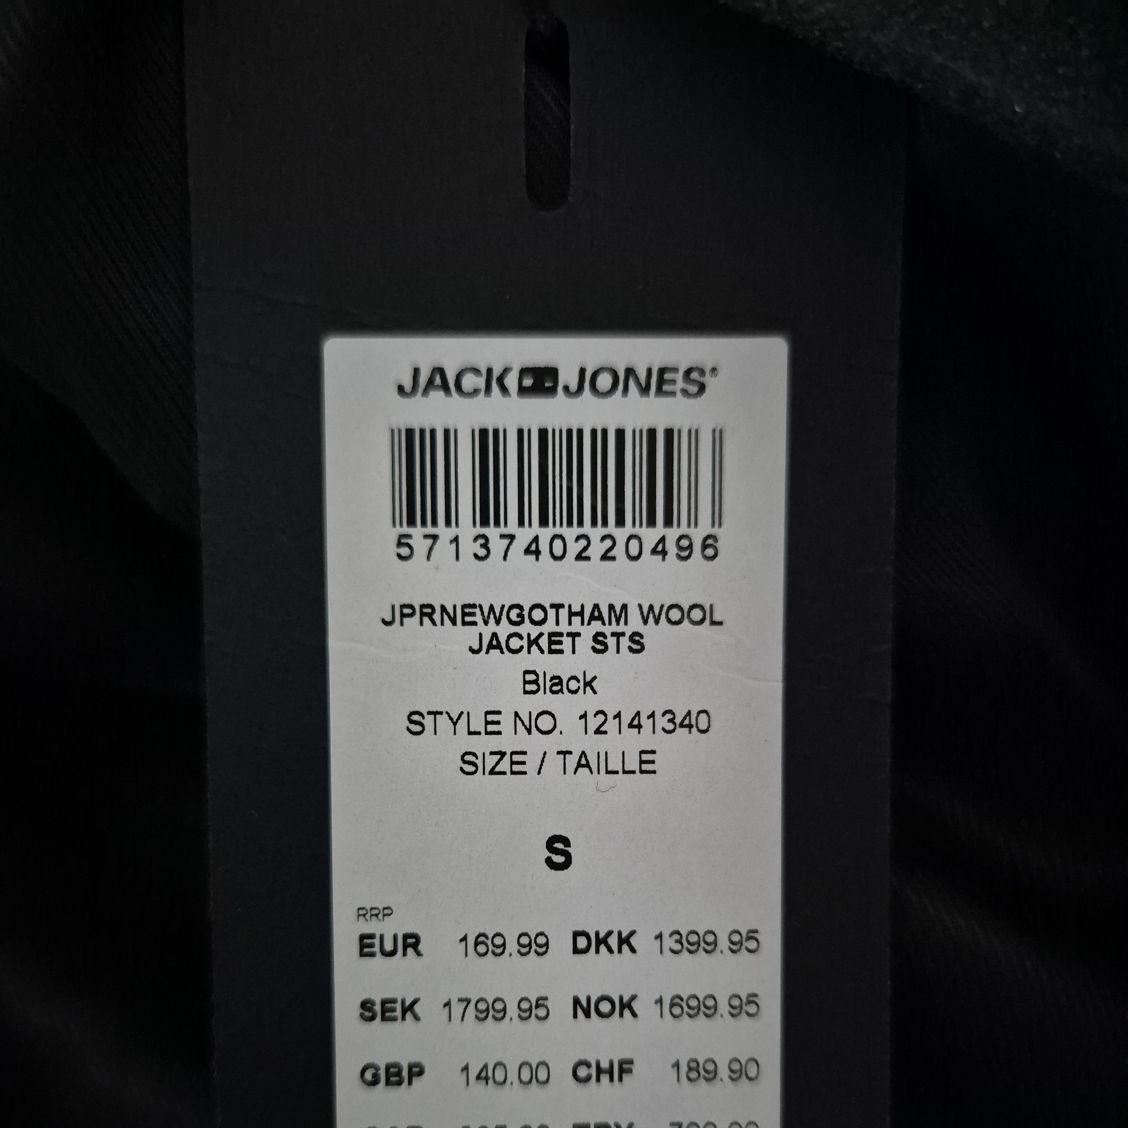 JACK JONES®
5713740220496
JPRNEWGOTHAM WOOL
JACKET STS
Black
STYLE NO. 12141340
SIZE / TAILLE
S
RRP
EUR 169.99 DKK 1399.95
SEK 1799.95 NOK 1699.95
GBP 140.00 CHF 189.90